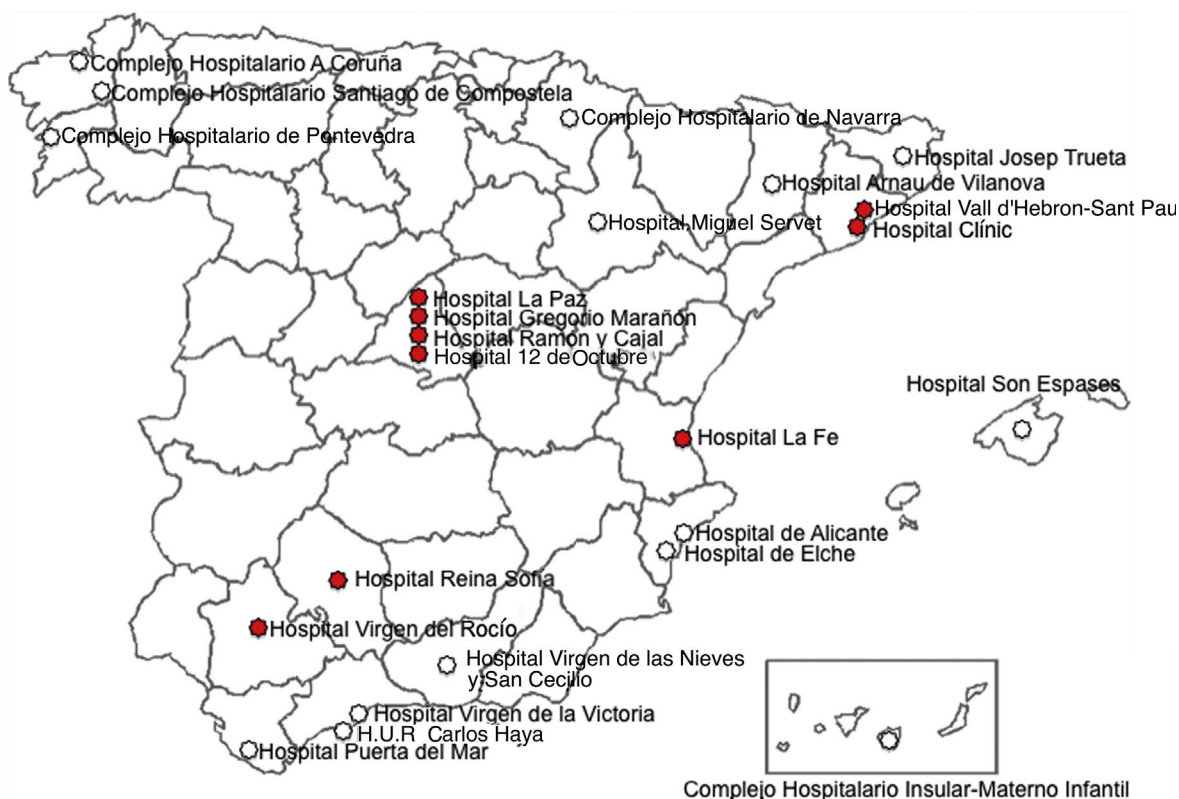 Complejo Hospitalario A Coruña
Complejo Hospitalario Santiago de Compostela
Complejo Hospitalario de Navarra
Complejo Hospitalario de Pontevedra
Hospital Josep Trueta
Hospital Arnau de Vilanova
Hospital Vall d'Hebron-Sant Pau
Hospital Miguel Servet
Hospital Clínic
Hospital La Paz
Hospital Gregorio Marañón
Hospital Ramón y Cajal
Hospital 12 de Octubre
Hospital Son Espases
Hospital La Fe
Hospital de Alicante
Hospital de Elche
Hospital Reina Sofía
Hospital Virgen del Rocío
Hospital Virgen de las Nieves
y San Cecilio
Hospital Virgen de la Victoria
H.U.R Carlos Haya
Hospital Puerta del Mar
Complejo Hospitalario Insular-Materno Infantil